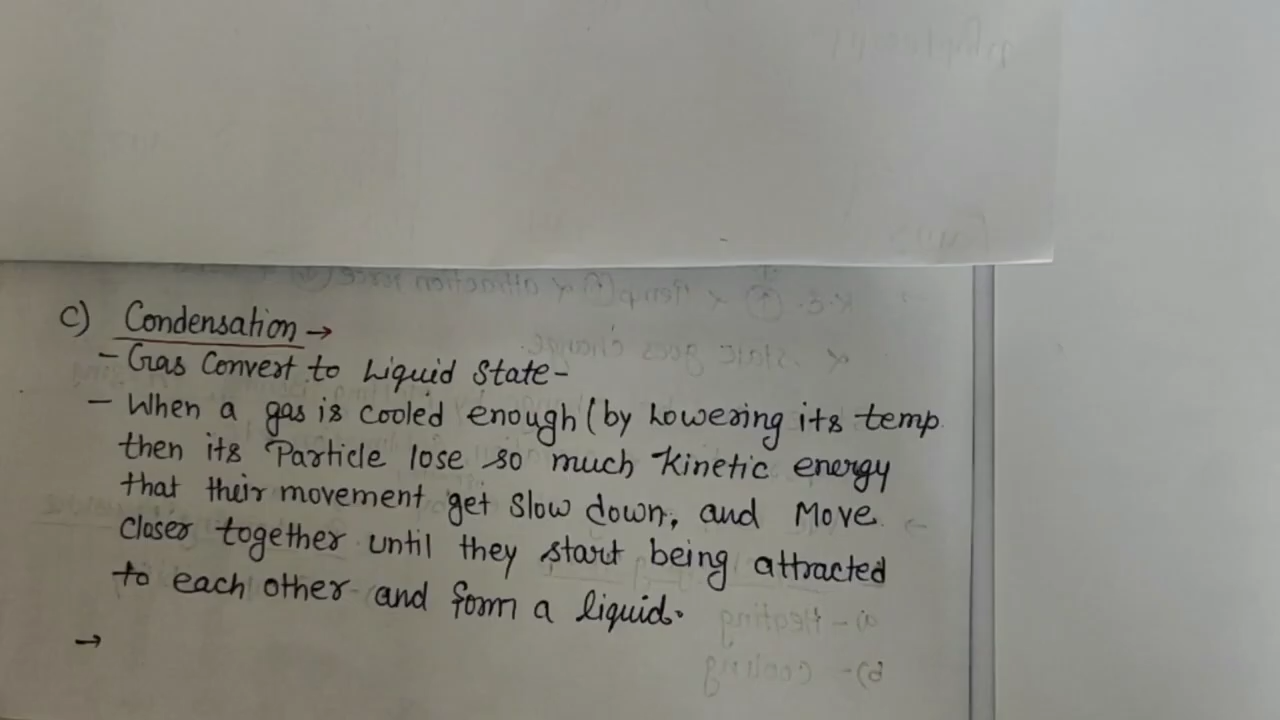 c) Condensation →
- Gas Convert to Liquid State -
- When a gas is cooled enough (by Lowering its temp.
then its Particle lose so much Kinetic energy
that their movement get slow down, and Move
closer together until they start being attracted
to each other and form a liquid.
→